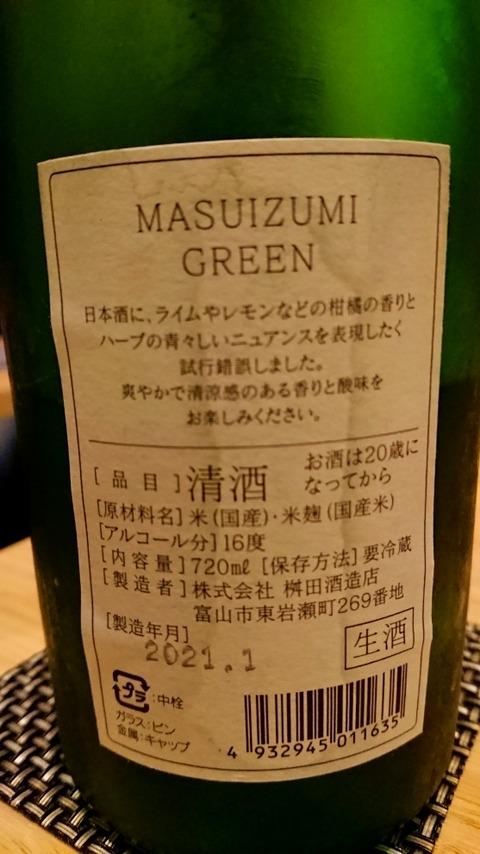 MASUIZUMI
GREEN
日本酒に、ライムやレモンなどの柑橘の香りと
ハーブの青々しいニュアンスを表現したく
試行錯誤しました。
爽やかで清涼感のある香りと酸味を
お楽しみください。
[品目]清酒 お酒は20歳に
なってから
[原材料名]米(国産)・米麹(国産米)
[アルコール分]16度
[内容量]720mℓ [保存方法]要冷蔵
[製造者]株式会社 桝田酒造店
富山市東岩瀬町269番地
[製造年月]
2021.1
生酒
プラ:中栓
ガラス:ビン
金属:キャップ
4 932945 011635